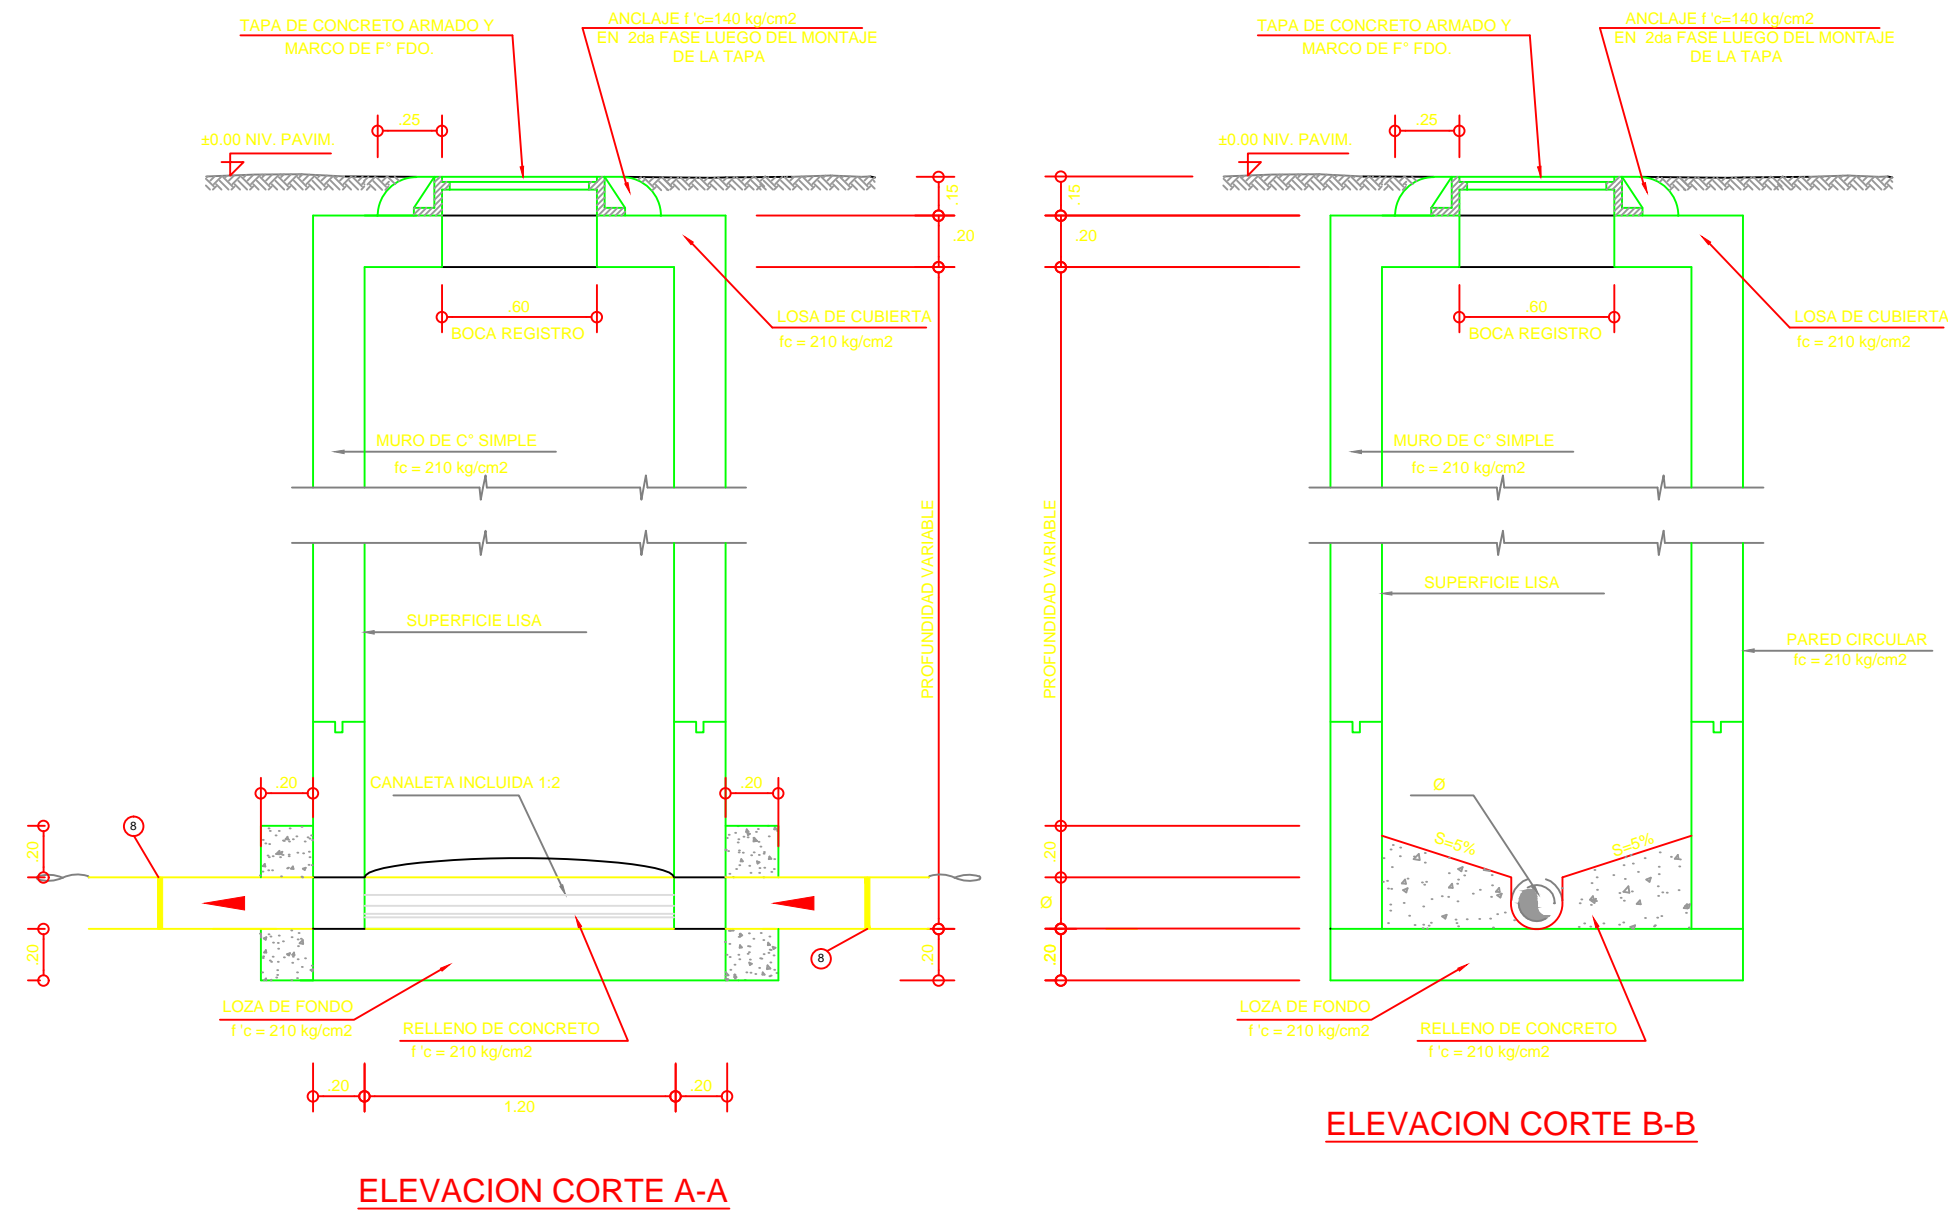 TAPA DE CONCRETO ARMADO Y
MARCO DE F° FDO.
ANCLAJE f 'c=140 kg/cm2
EN 2da FASE LUEGO DEL MONTAJE
DE LA TAPA
±0.00 NIV. PAVIM.
.25
.15
.20
.60
BOCA REGISTRO
LOSA DE CUBIERTA
fc = 210 kg/cm2
MURO DE C° SIMPLE
fc = 210 kg/cm2
PROFUNDIDAD VARIABLE
SUPERFICIE LISA
.20
CANALETA INCLUIDA 1:2
.20
8
.20
8
.20
.20
LOZA DE FONDO
f 'c = 210 kg/cm2
RELLENO DE CONCRETO
f 'c = 210 kg/cm2
.20
1.20
.20
ELEVACION CORTE A-A
TAPA DE CONCRETO ARMADO Y
MARCO DE F° FDO.
ANCLAJE f 'c=140 kg/cm2
EN 2da FASE LUEGO DEL MONTAJE
DE LA TAPA
±0.00 NIV. PAVIM.
.25
.15
.20
.60
BOCA REGISTRO
LOSA DE CUBIERTA
fc = 210 kg/cm2
MURO DE C° SIMPLE
fc = 210 kg/cm2
PROFUNDIDAD VARIABLE
SUPERFICIE LISA
PARED CIRCULAR
fc = 210 kg/cm2
Ø
S=5%
S=5%
.20
Ø
.20
LOZA DE FONDO
f 'c = 210 kg/cm2
RELLENO DE CONCRETO
f 'c = 210 kg/cm2
ELEVACION CORTE B-B